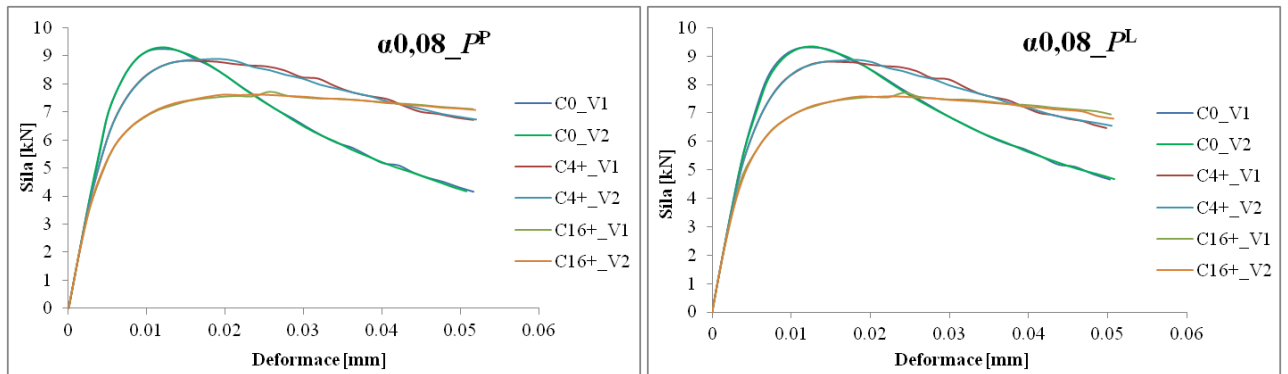 α0,08_Pᴾ
Síla [kN]
10
9
8
7
6
5
4
3
2
1
0
0
0.01
0.02
0.03
0.04
0.05
0.06
Deformace [mm]
C0_V1
C0_V2
C4+_V1
C4+_V2
C16+_V1
C16+_V2
α0,08_Pᴸ
Síla [kN]
10
9
8
7
6
5
4
3
2
1
0
0
0.01
0.02
0.03
0.04
0.05
0.06
Deformace [mm]
C0_V1
C0_V2
C4+_V1
C4+_V2
C16+_V1
C16+_V2